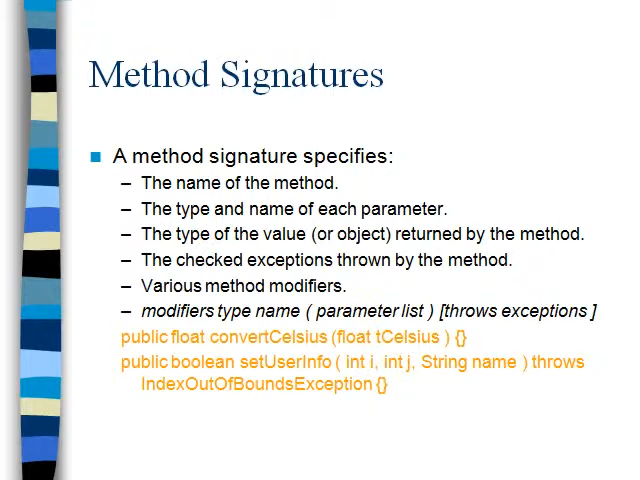 Method Signatures
A method signature specifies:
– The name of the method.
– The type and name of each parameter.
– The type of the value (or object) returned by the method.
– The checked exceptions thrown by the method.
– Various method modifiers.
– modifiers type name ( parameter list ) [throws exceptions ]
public float convertCelsius (float tCelsius ) {}
public boolean setUserInfo ( int i, int j, String name ) throws
IndexOutOfBoundsException {}